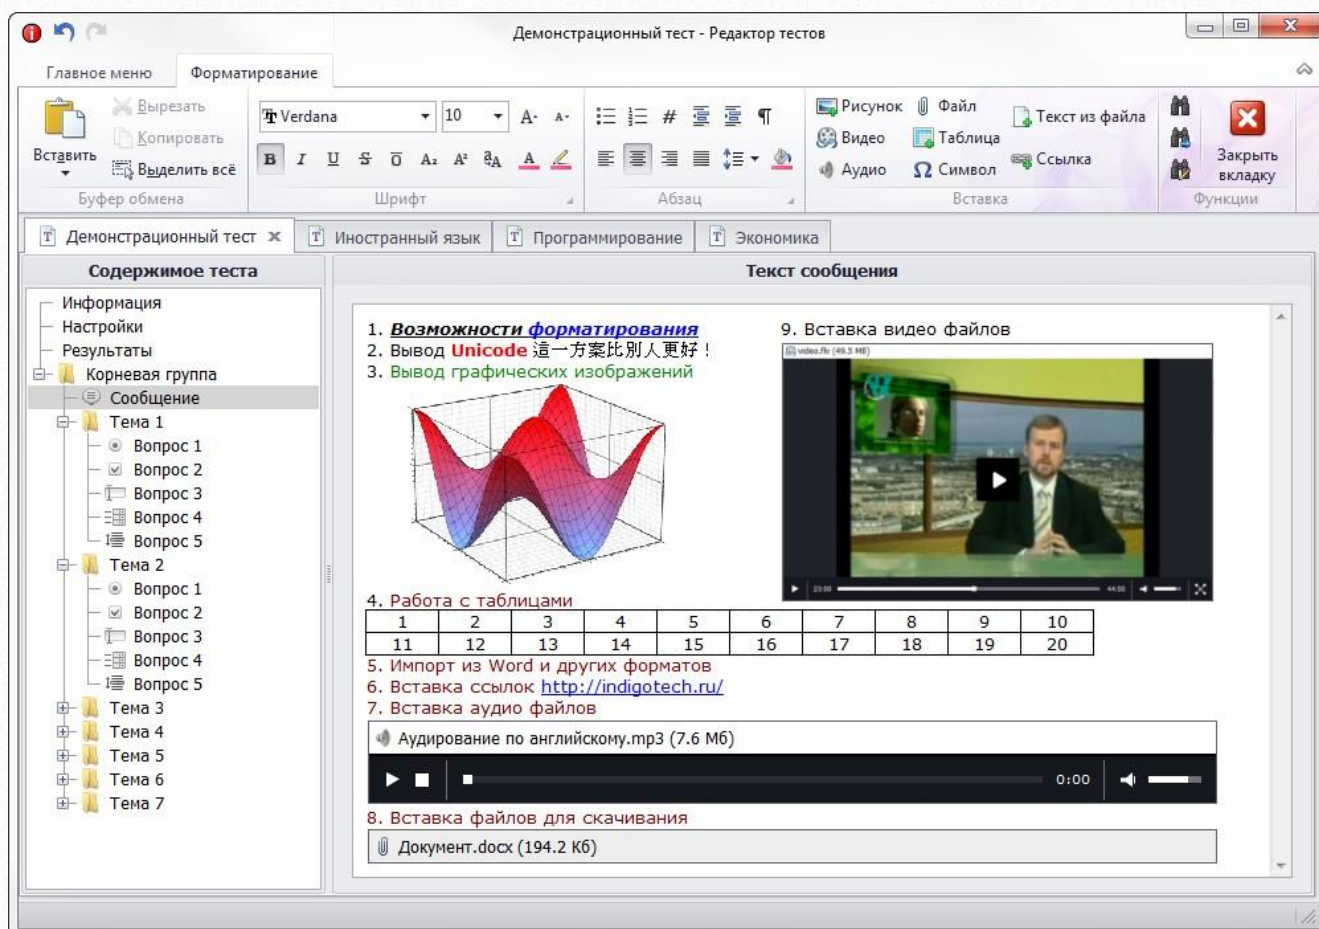 Демонстрационный тест - Редактор тестов
Главное меню Форматирование
Вставить
Вырезать
Копировать
Выделить всё
Буфер обмена
Verdana 10
Шрифт
Абзац
Рисунок Файл Текст из файла
Видео Таблица
Аудио Символ Ссылка
Вставка
Закрыть вкладку
Функции
Демонстрационный тест Иностранный язык Программирование Экономика
Содержимое теста
Информация
Настройки
Результаты
Корневая группа
Сообщение
Тема 1
Вопрос 1
Вопрос 2
Вопрос 3
Вопрос 4
Вопрос 5
Тема 2
Вопрос 1
Вопрос 2
Вопрос 3
Вопрос 4
Вопрос 5
Тема 3
Тема 4
Тема 5
Тема 6
Тема 7
Текст сообщения
1. Возможности форматирования
2. Вывод Unicode 這一方案比別人更好！
3. Вывод графических изображений
4. Работа с таблицами
1 2 3 4 5 6 7 8 9 10
11 12 13 14 15 16 17 18 19 20
5. Импорт из Word и других форматов
6. Вставка ссылок http://indigotech.ru/
7. Вставка аудио файлов
Аудирование по английскому.mp3 (7.6 Мб)
0:00
8. Вставка файлов для скачивания
Документ.docx (194.2 Кб)
9. Вставка видео файлов
video.flv (49.5 МБ)